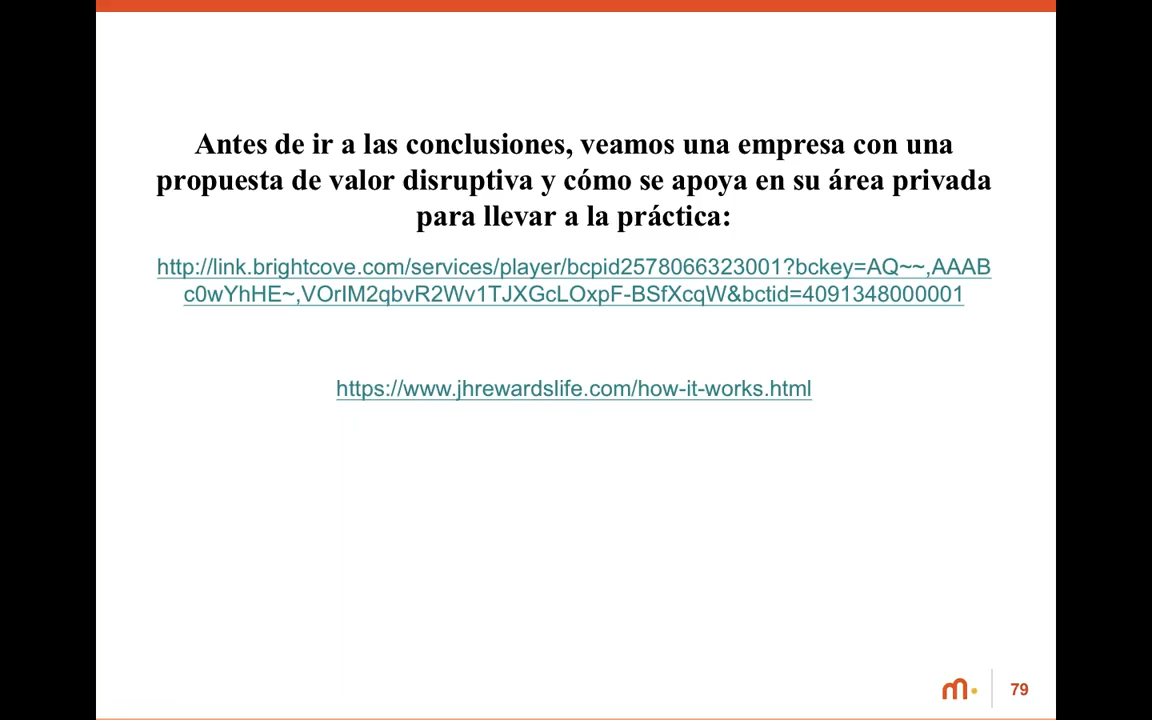 Antes de ir a las conclusiones, veamos una empresa con una
propuesta de valor disruptiva y cómo se apoya en su área privada
para llevar a la práctica:
http://link.brightcove.com/services/player/bcpid2578066323001?bckey=AQ~~,AAAB
c0wYhHE~,VOrIM2qbvR2Wv1TJXGcLOxpF-BSfXcqW&bctid=4091348000001
https://www.jhrewardslife.com/how-it-works.html
m.
79